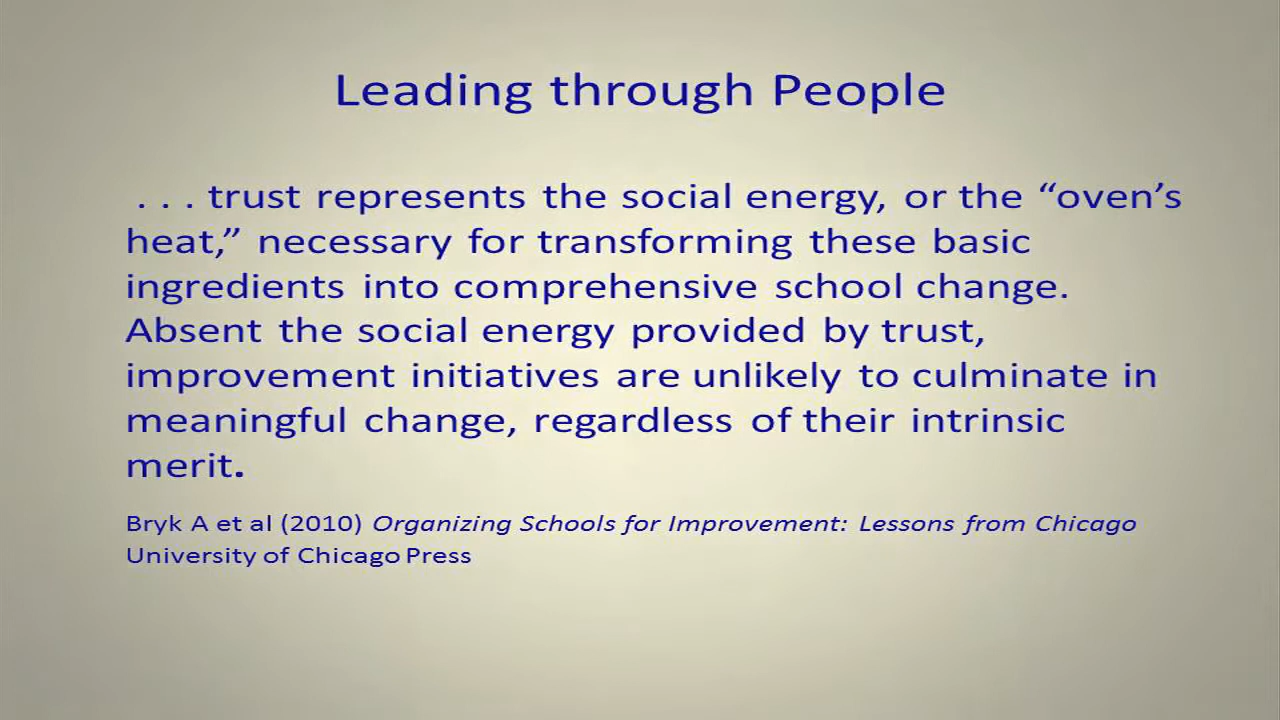 Leading through People
. . . trust represents the social energy, or the “oven’s
heat,” necessary for transforming these basic
ingredients into comprehensive school change.
Absent the social energy provided by trust,
improvement initiatives are unlikely to culminate in
meaningful change, regardless of their intrinsic
merit.
Bryk A et al (2010) Organizing Schools for Improvement: Lessons from Chicago
University of Chicago Press